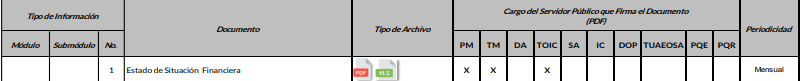 Tipo de Información
Documento
Tipo de Archivo
Cargo del Servidor Público que Firma el Documento
(PDF)
Periodicidad
Módulo Submódulo No.
PM TM DA TOIC SA IC DOP TUAEOSA PQE PQR
1 Estado de Situación Financiera PDF XLS X X X Mensual